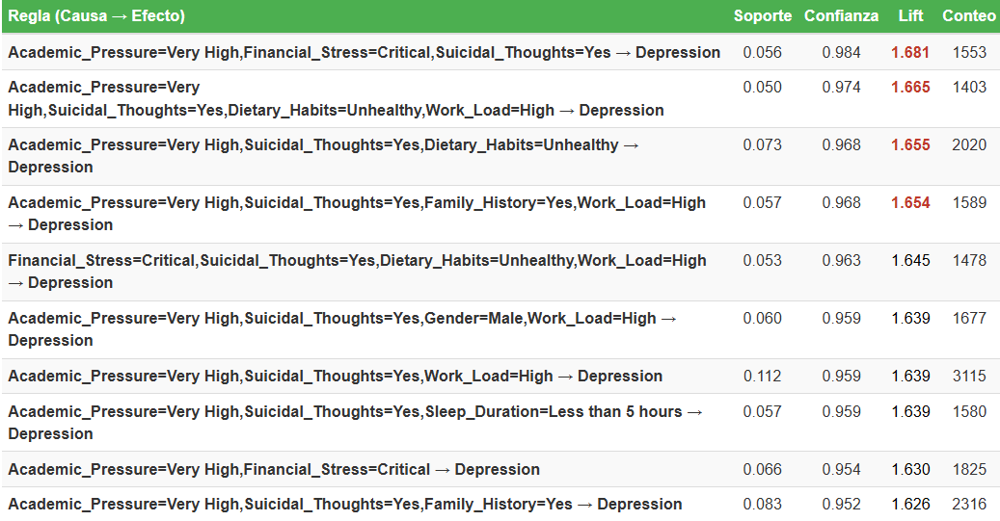 Regla (Causa → Efecto) Soporte Confianza Lift Conteo
Academic_Pressure=Very High,Financial_Stress=Critical,Suicidal_Thoughts=Yes → Depression 0.056 0.984 1.681 1553
Academic_Pressure=Very
High,Suicidal_Thoughts=Yes,Dietary_Habits=Unhealthy,Work_Load=High → Depression 0.050 0.974 1.665 1403
Academic_Pressure=Very High,Suicidal_Thoughts=Yes,Dietary_Habits=Unhealthy → 0.073 0.968 1.655 2020
Depression
Academic_Pressure=Very High,Suicidal_Thoughts=Yes,Family_History=Yes,Work_Load=High 0.057 0.968 1.654 1589
→ Depression
Financial_Stress=Critical,Suicidal_Thoughts=Yes,Dietary_Habits=Unhealthy,Work_Load=High 0.053 0.963 1.645 1478
→ Depression
Academic_Pressure=Very High,Suicidal_Thoughts=Yes,Gender=Male,Work_Load=High → 0.060 0.959 1.639 1677
Depression
Academic_Pressure=Very High,Suicidal_Thoughts=Yes,Work_Load=High → Depression 0.112 0.959 1.639 3115
Academic_Pressure=Very High,Suicidal_Thoughts=Yes,Sleep_Duration=Less than 5 hours → 0.057 0.959 1.639 1580
Depression
Academic_Pressure=Very High,Financial_Stress=Critical → Depression 0.066 0.954 1.630 1825
Academic_Pressure=Very High,Suicidal_Thoughts=Yes,Family_History=Yes → Depression 0.083 0.952 1.626 2316